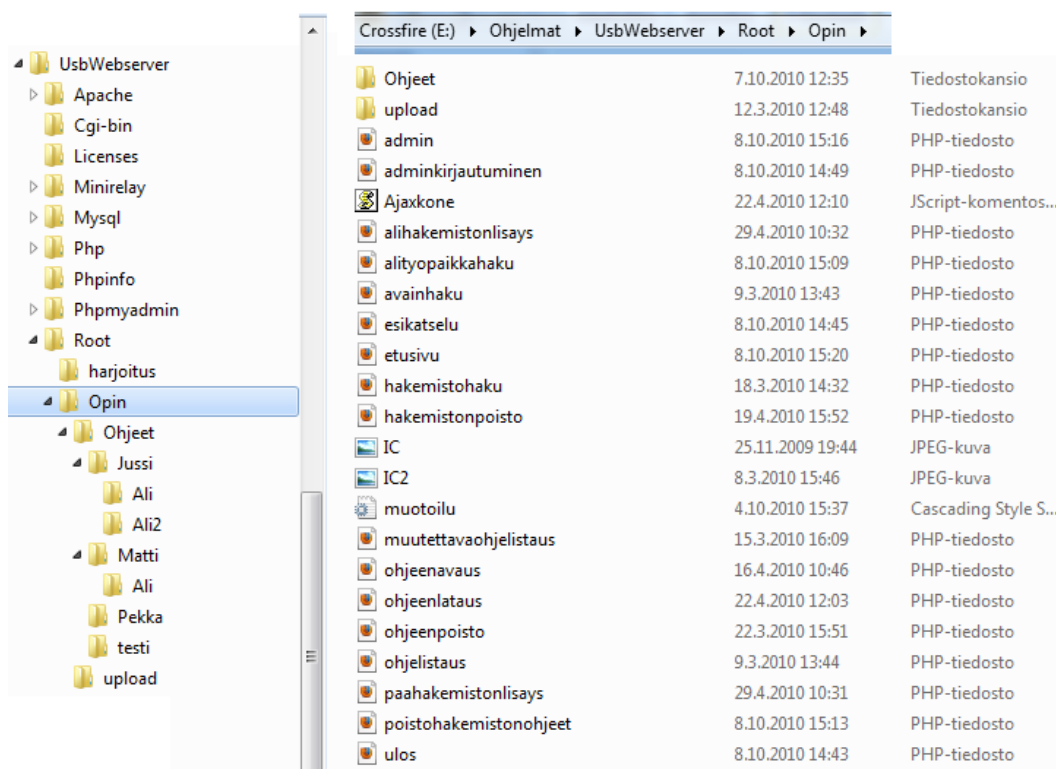 UsbWebserver
Apache
Cgi-bin
Licenses
Minirelay
Mysql
Php
Phpinfo
Phpmyadmin
Root
harjoitus
Opin
Ohjeet
Jussi
Ali
Ali2
Matti
Ali
Pekka
testi
upload
Crossfire (E:) Ohjelmat UsbWebserver Root Opin
Ohjeet 7.10.2010 12:35 Tiedostokansio
upload 12.3.2010 12:48 Tiedostokansio
admin 8.10.2010 15:16 PHP-tiedosto
adminkirjautuminen 8.10.2010 14:49 PHP-tiedosto
Ajaxkone 22.4.2010 12:10 JScript-komentos...
alihakemistonlisays 29.4.2010 10:32 PHP-tiedosto
alityopaikkahaku 8.10.2010 15:09 PHP-tiedosto
avainhaku 9.3.2010 13:43 PHP-tiedosto
esikatselu 8.10.2010 14:45 PHP-tiedosto
etusivu 8.10.2010 15:20 PHP-tiedosto
hakemistohaku 18.3.2010 14:32 PHP-tiedosto
hakemistonpoisto 19.4.2010 15:52 PHP-tiedosto
IC 25.11.2009 19:44 JPEG-kuva
IC2 8.3.2010 15:46 JPEG-kuva
muotoilu 4.10.2010 15:37 Cascading Style S...
muutettavaohjelistaus 15.3.2010 16:09 PHP-tiedosto
ohjeenavaus 16.4.2010 10:46 PHP-tiedosto
ohjeenlataus 22.4.2010 12:03 PHP-tiedosto
ohjeenpoisto 22.3.2010 15:51 PHP-tiedosto
ohjelistaus 9.3.2010 13:44 PHP-tiedosto
paahakemistonlisays 29.4.2010 10:31 PHP-tiedosto
poistohakemistonohjeet 8.10.2010 15:13 PHP-tiedosto
ulos 8.10.2010 14:43 PHP-tiedosto